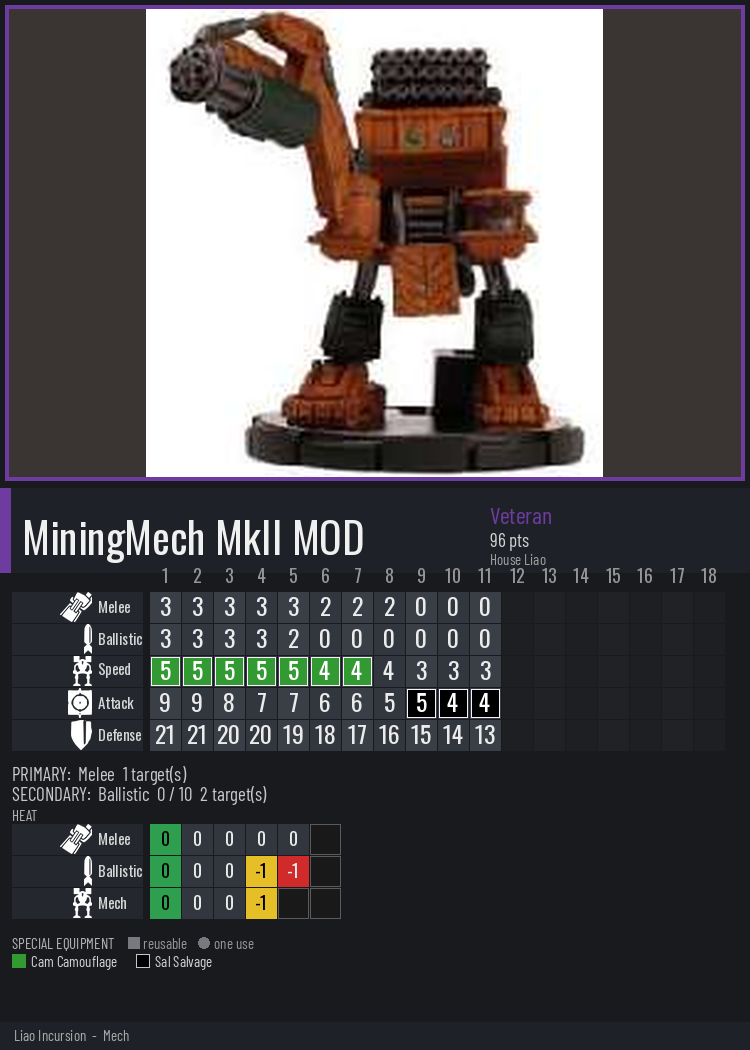 MiningMech MkII MOD
Veteran
96 pts
House Liao
1 2 3 4 5 6 7 8 9 10 11 12 13 14 15 16 17 18
Melee 3 3 3 3 3 2 2 2 0 0 0
Ballistic 3 3 3 3 2 0 0 0 0 0 0
Speed 5 5 5 5 5 4 4 4 3 3 3
Attack 9 9 8 7 7 6 6 5 5 4 4
Defense 21 21 20 20 19 18 17 16 15 14 13
PRIMARY: Melee 1 target(s)
SECONDARY: Ballistic 0 / 10 2 target(s)
HEAT
Melee 0 0 0 0 0
Ballistic 0 0 0 -1 -1
Mech 0 0 0 -1
SPECIAL EQUIPMENT reusable one use
Cam Camouflage Sal Salvage
Liao Incursion - Mech